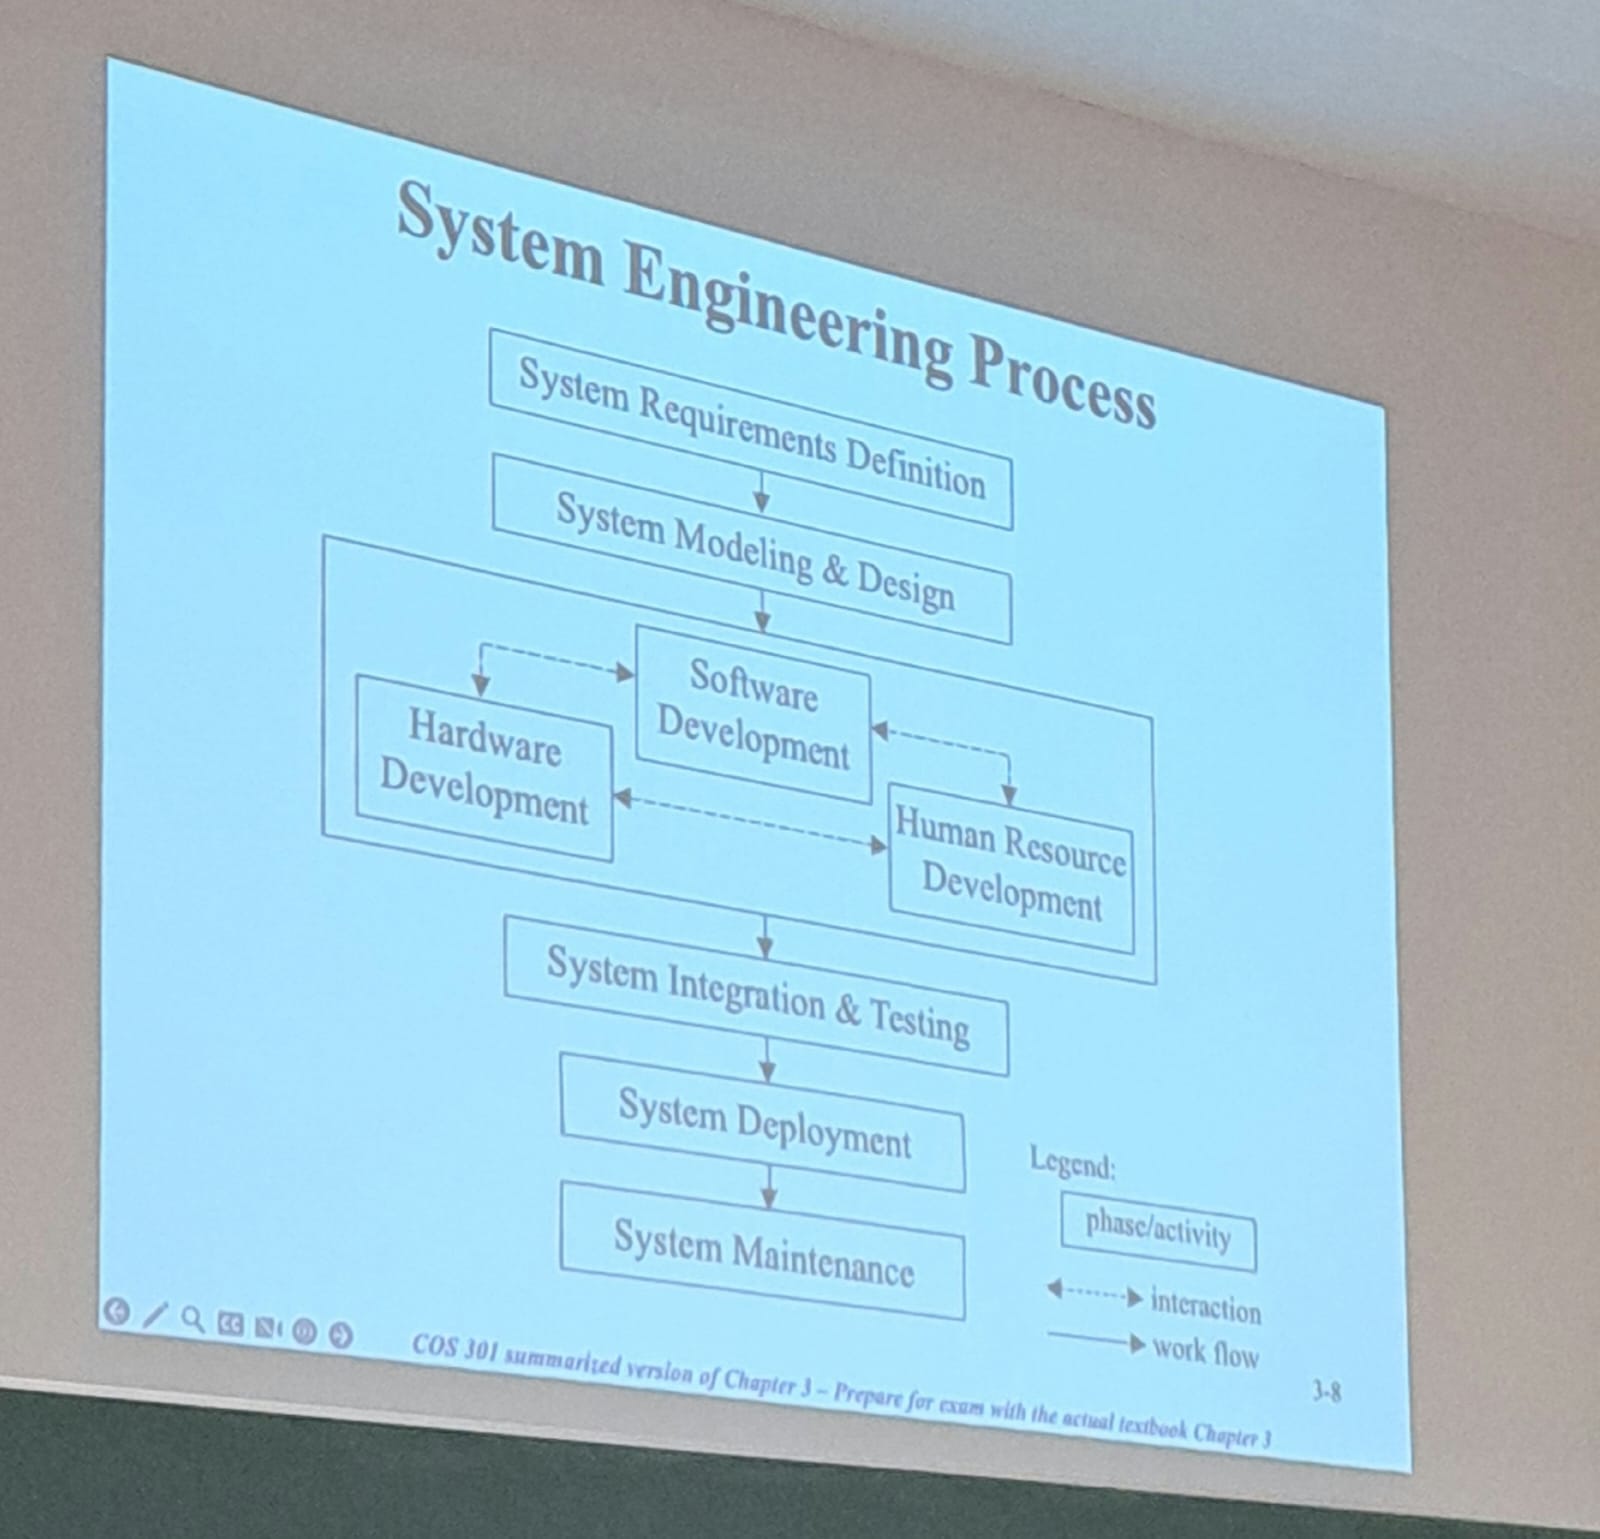 System Engineering Process
System Requirements Definition
System Modeling & Design
Software
Development
Hardware
Development
Human Resource
Development
System Integration & Testing
System Deployment
System Maintenance
Legend:
phase/activity
interaction
work flow
3-8
COS 301 summarized version of Chapter 3 – Prepare for exam with the actual textbook Chapter 3